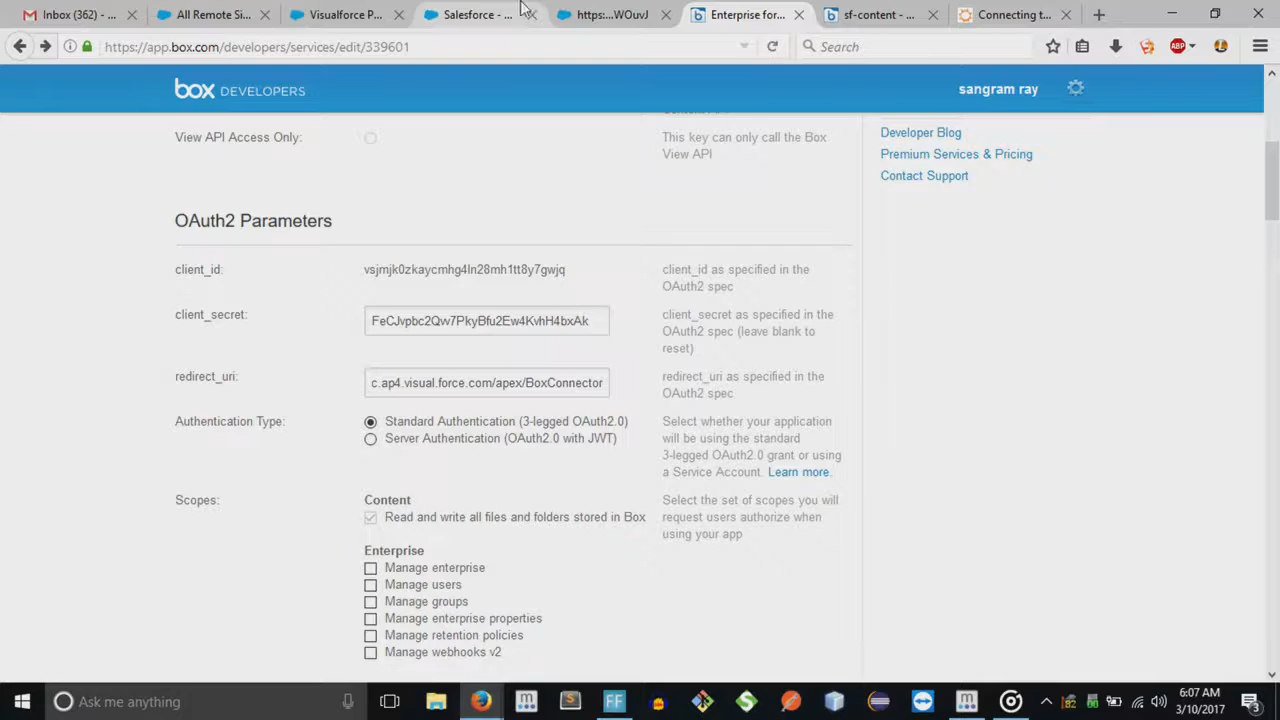 Inbox (362) - ...
All Remote Si...
Visualforce P...
Salesforce - ...
https:...WOuvJ
Enterprise for...
sf-content - ...
Connecting t...
https://app.box.com/developers/services/edit/339601
Search
ABP
box DEVELOPERS
sangram ray
View API Access Only:
This key can only call the Box
View API
Developer Blog
Premium Services & Pricing
Contact Support
OAuth2 Parameters
client_id:
vsjmjk0zkaycmhg4ln28mh1tt8y7gwjq
client_id as specified in the
OAuth2 spec
client_secret:
FeCJvpbc2Qw7PkyBfu2Ew4KvhH4bxAk
client_secret as specified in the
OAuth2 spec (leave blank to
reset)
redirect_uri:
c.ap4.visual.force.com/apex/BoxConnector
redirect_uri as specified in the
OAuth2 spec
Authentication Type:
Standard Authentication (3-legged OAuth2.0)
Server Authentication (OAuth2.0 with JWT)
Select whether your application
will be using the standard
3-legged OAuth2.0 grant or using
a Service Account. Learn more.
Scopes:
Content
Read and write all files and folders stored in Box
Select the set of scopes you will
request users authorize when
using your app
Enterprise
Manage enterprise
Manage users
Manage groups
Manage enterprise properties
Manage retention policies
Manage webhooks v2
Ask me anything
6:07 AM
3/10/2017